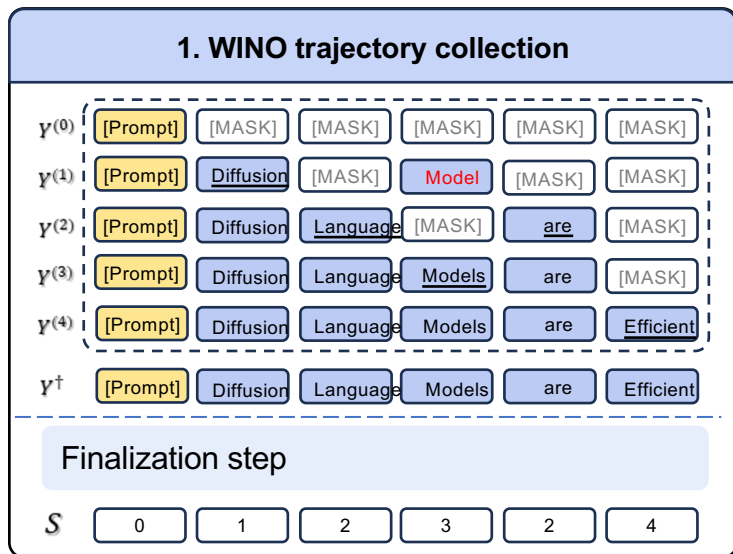 1. WINO trajectory collection
Y^(0) [Prompt] [MASK] [MASK] [MASK] [MASK] [MASK]
Y^(1) [Prompt] Diffusion [MASK] Model [MASK] [MASK]
Y^(2) [Prompt] Diffusion Language [MASK] are [MASK]
Y^(3) [Prompt] Diffusion Language Models are [MASK]
Y^(4) [Prompt] Diffusion Language Models are Efficient
Y^† [Prompt] Diffusion Language Models are Efficient
Finalization step
S 0 1 2 3 2 4